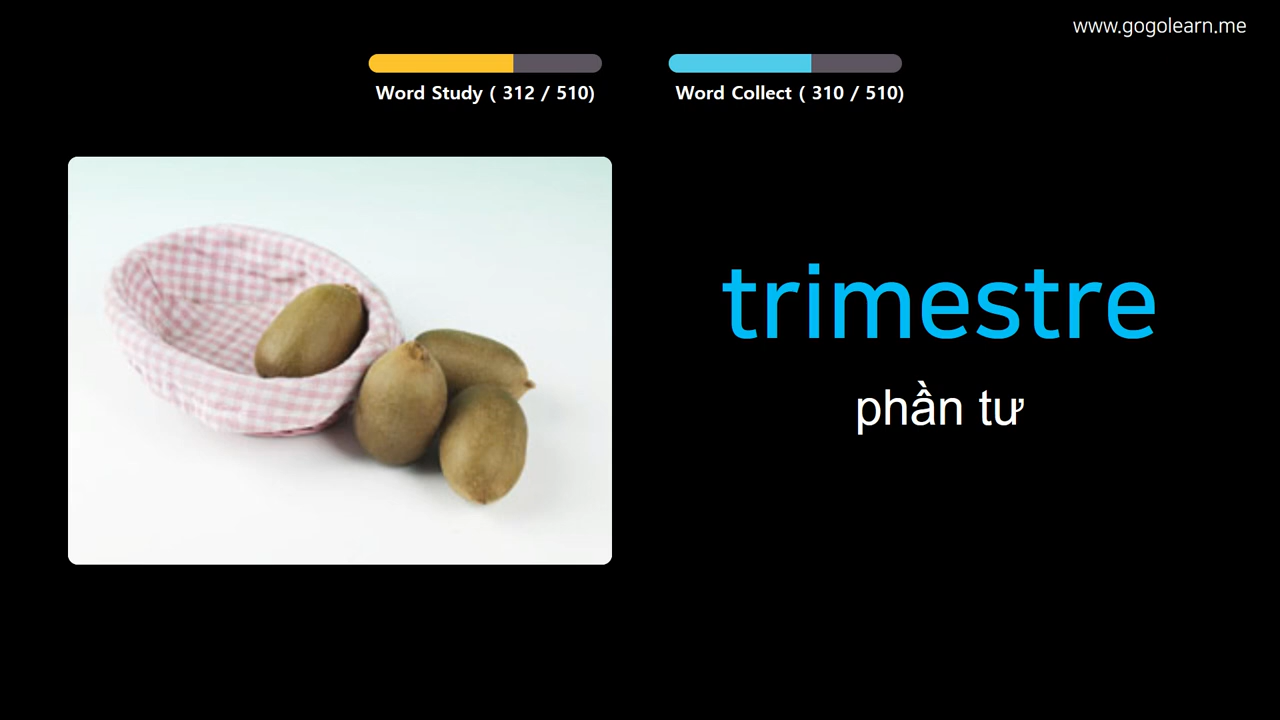 www.gogolearn.me
Word Study ( 312 / 510)
Word Collect ( 310 / 510)
trimestre
phần tư